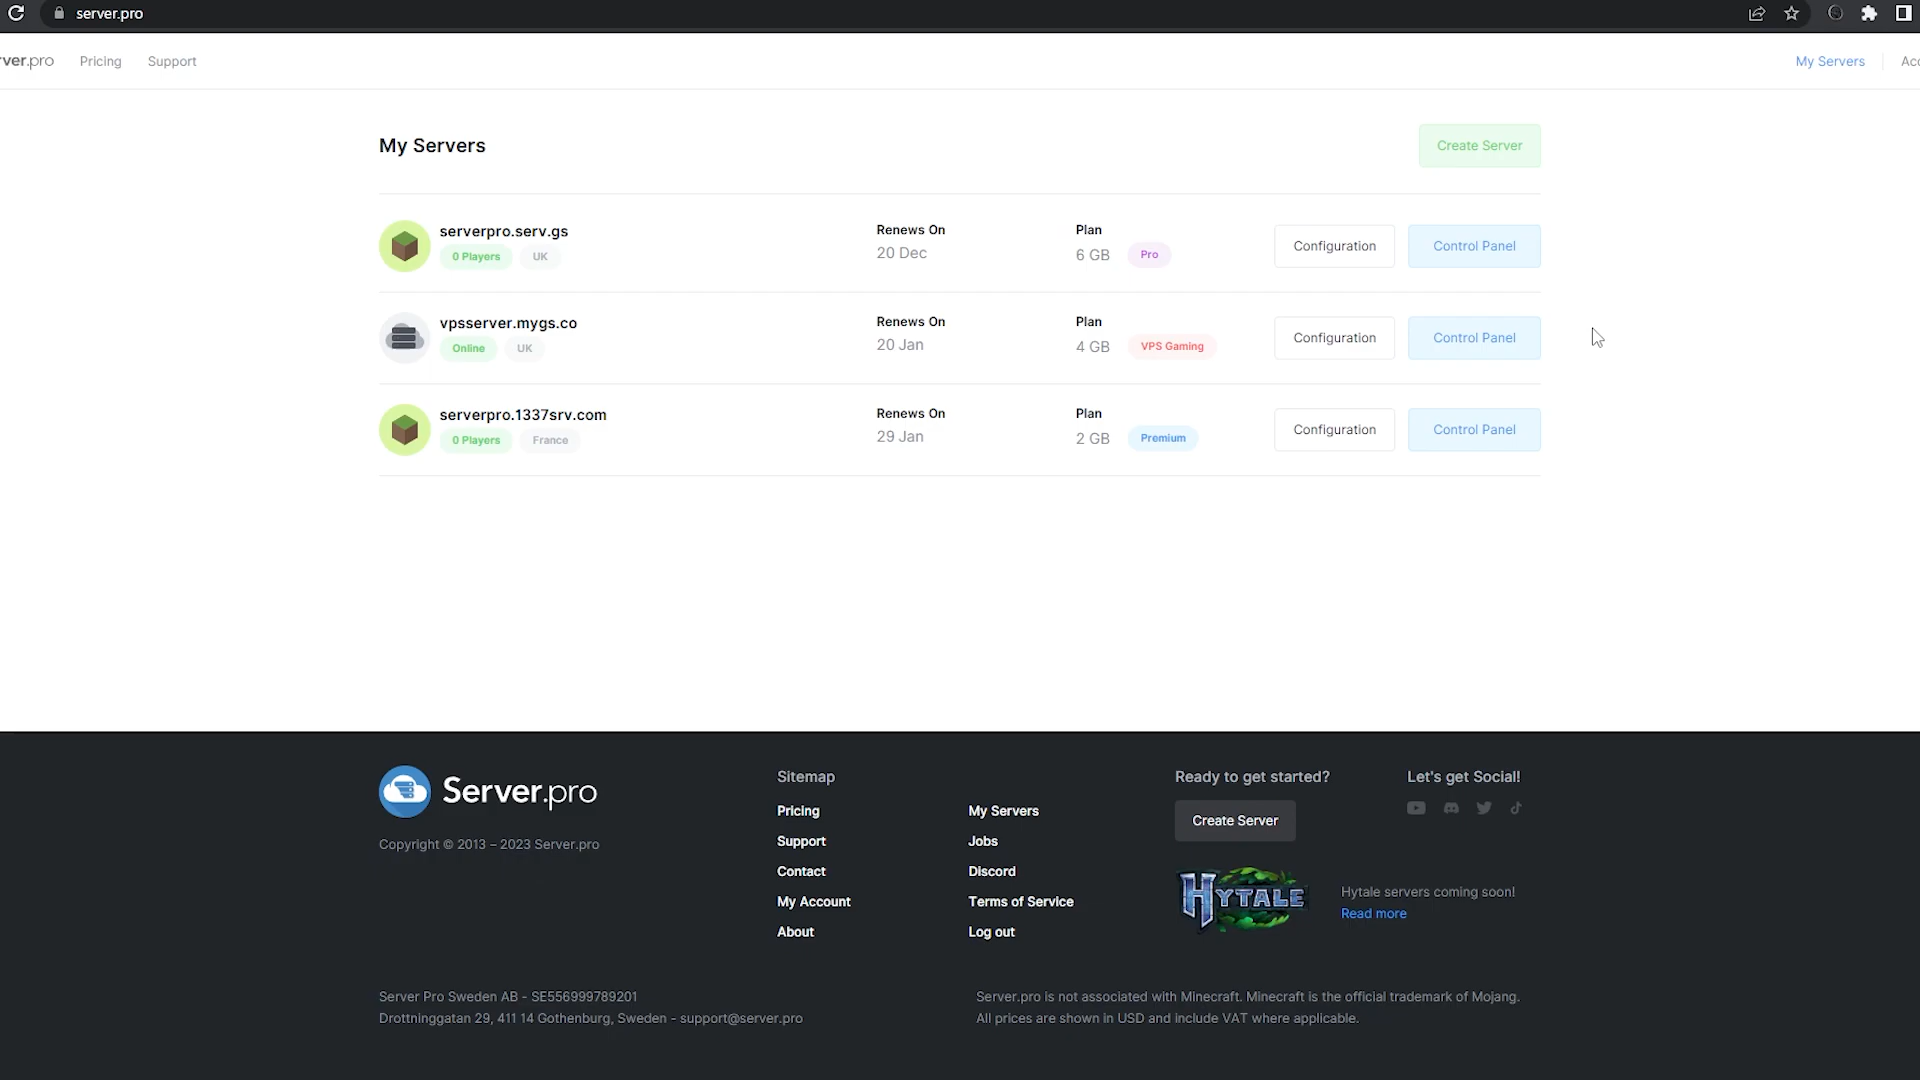 server.pro
rver.pro
Pricing
Support
My Servers
Acc
My Servers
Create Server
serverpro.serv.gs
0 Players
UK
Renews On
20 Dec
Plan
6 GB
Pro
Configuration
Control Panel
vpsserver.mygs.co
Online
UK
Renews On
20 Jan
Plan
4 GB
VPS Gaming
Configuration
Control Panel
serverpro.1337srv.com
0 Players
France
Renews On
29 Jan
Plan
2 GB
Premium
Configuration
Control Panel
Server.pro
Copyright © 2013 – 2023 Server.pro
Sitemap
Pricing
Support
Contact
My Account
About
My Servers
Jobs
Discord
Terms of Service
Log out
Ready to get started?
Create Server
HYTALE
Let's get Social!
Hytale servers coming soon!
Read more
Server Pro Sweden AB - SE556999789201
Drottninggatan 29, 411 14 Gothenburg, Sweden - support@server.pro
Server.pro is not associated with Minecraft. Minecraft is the official trademark of Mojang.
All prices are shown in USD and include VAT where applicable.